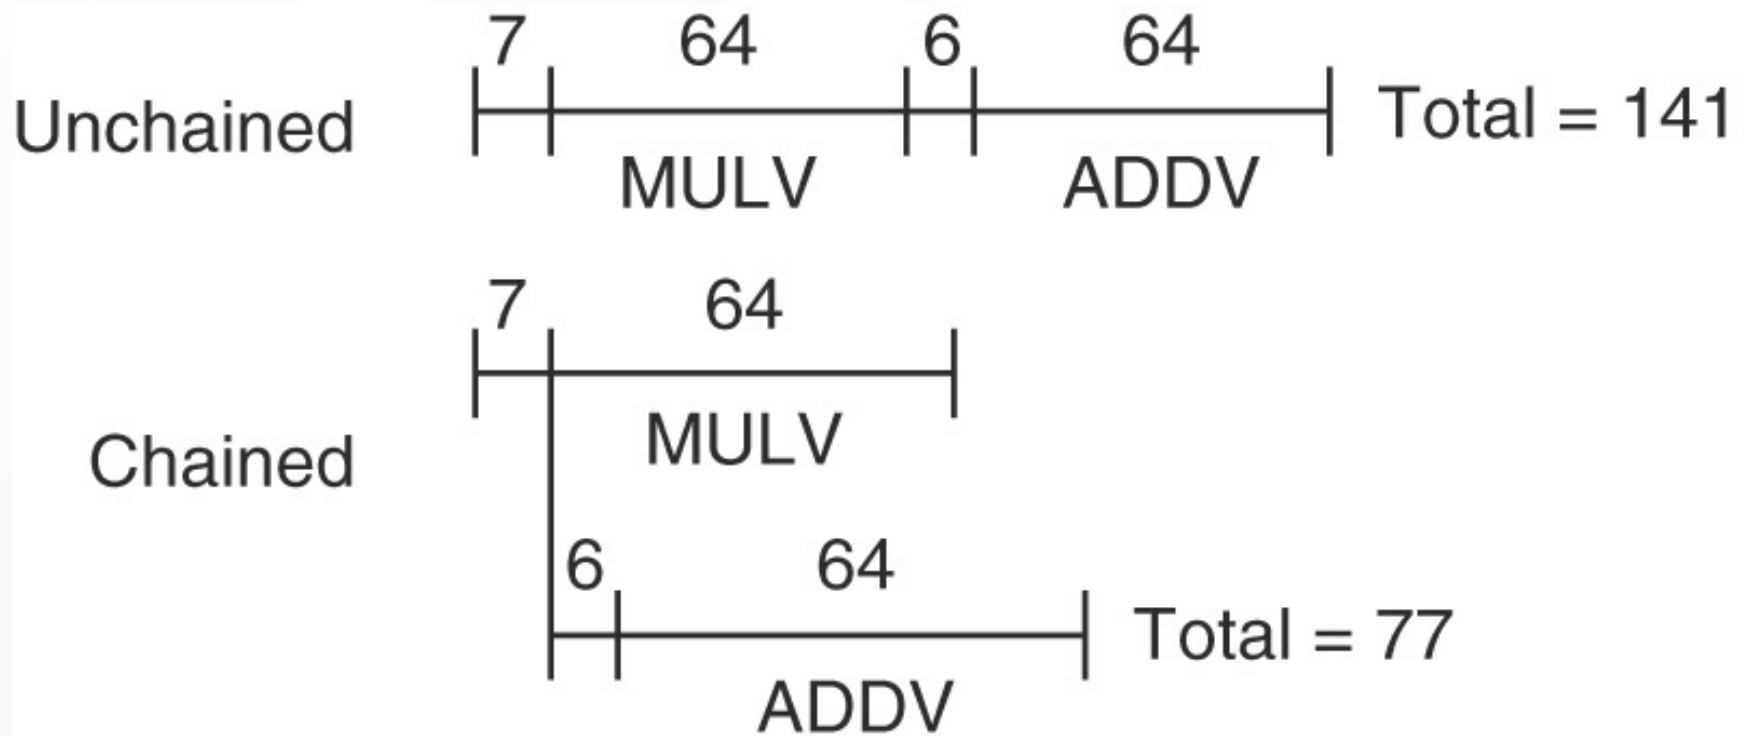 7 64 6 64
Unchained Total = 141
MULV ADDV
7 64
MULV
Chained
6 64
Total = 77
ADDV